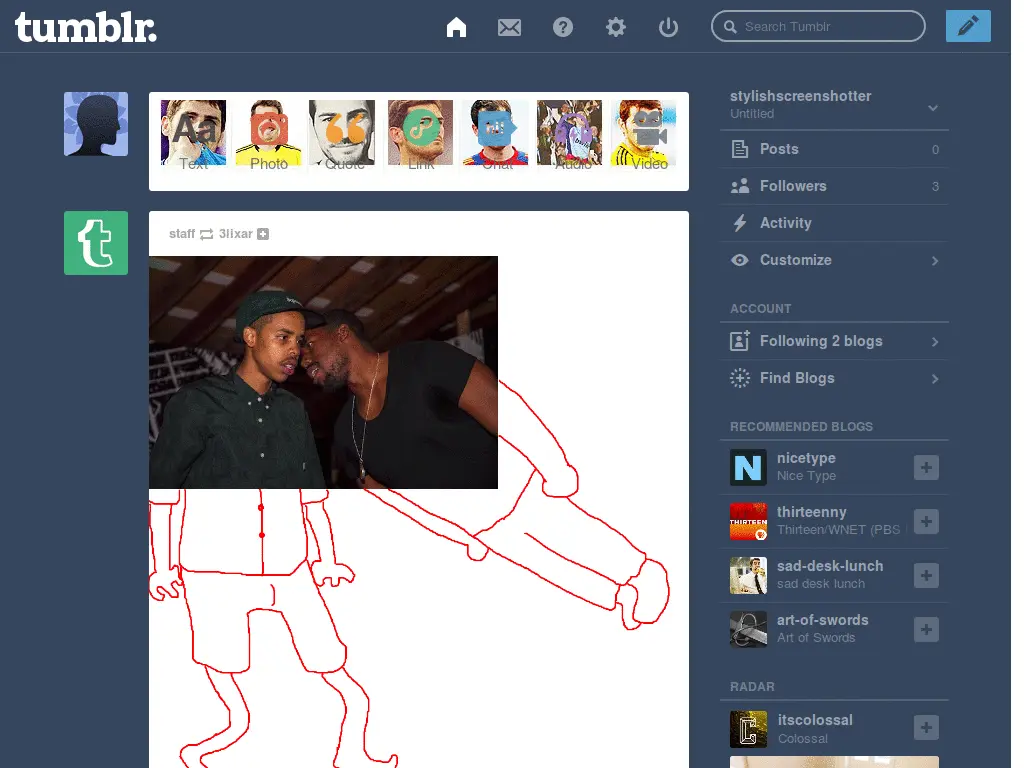 tumblr.
Search Tumblr
Aa
Text
Photo
Quote
Link
Chat
Audio
Video
staff 3lixar
t
stylishscreenshotter
Untitled
Posts 0
Followers 3
Activity
Customize
ACCOUNT
Following 2 blogs
Find Blogs
RECOMMENDED BLOGS
N
nicetype
Nice Type
THIRTEEN
thirteenny
Thirteen/WNET (PBS
sad-desk-lunch
sad desk lunch
art-of-swords
Art of Swords
RADAR
C
itscolossal
Colossal